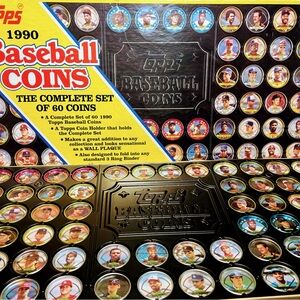 Topps
1990
Baseball
COINS
THE COMPLETE SET
OF 60 COINS
• A Complete Set of 60 1990
Topps Baseball Coins
• A Topps Coin Holder that holds
the Complete Set
• Makes a great addition to any
collection and looks sensational
as a WALL PLAQUE
• Also designed to fold into any
standard 3 Ring Binder
TOPPS
BASEBALL
COINS
TOPPS
BASEBALL
COINS